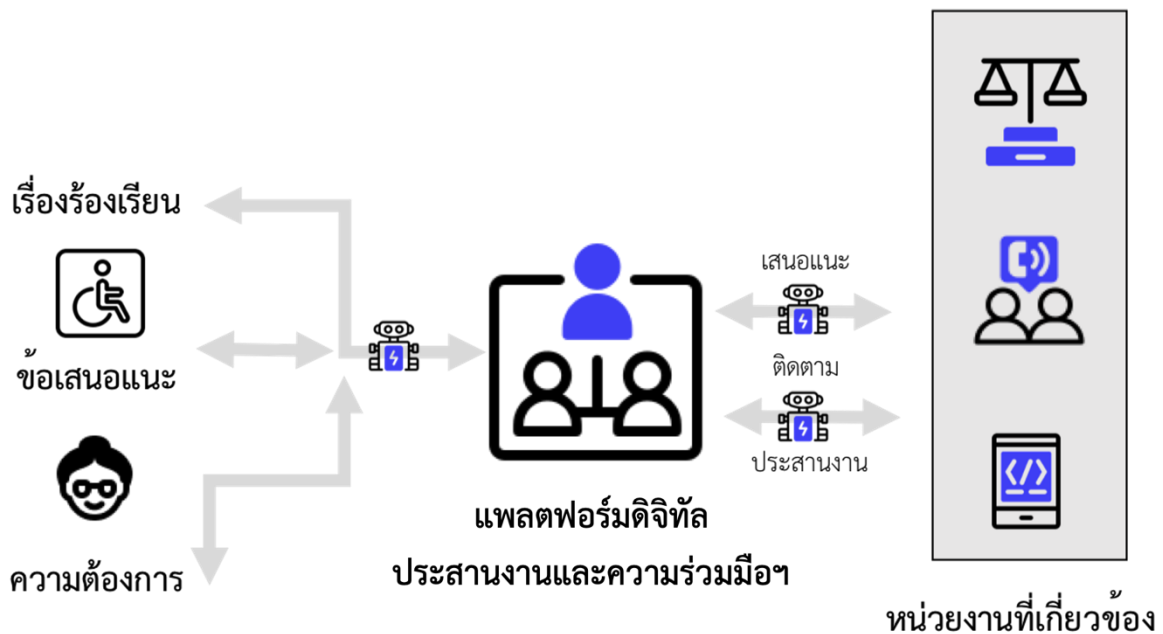 เรื่องร้องเรียน
ข้อเสนอแนะ
ความต้องการ
แพลตฟอร์มดิจิทัล
ประสานงานและความร่วมมือฯ
เสนอแนะ
ติดตาม
ประสานงาน
หน่วยงานที่เกี่ยวข้อง